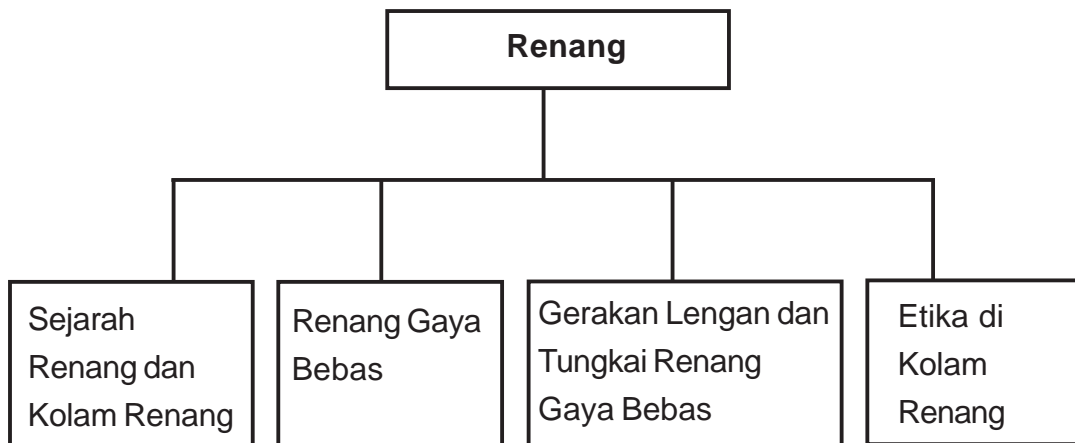 Renang
Sejarah
Renang dan
Kolam Renang
Renang Gaya
Bebas
Gerakan Lengan dan
Tungkai Renang
Gaya Bebas
Etika di
Kolam
Renang